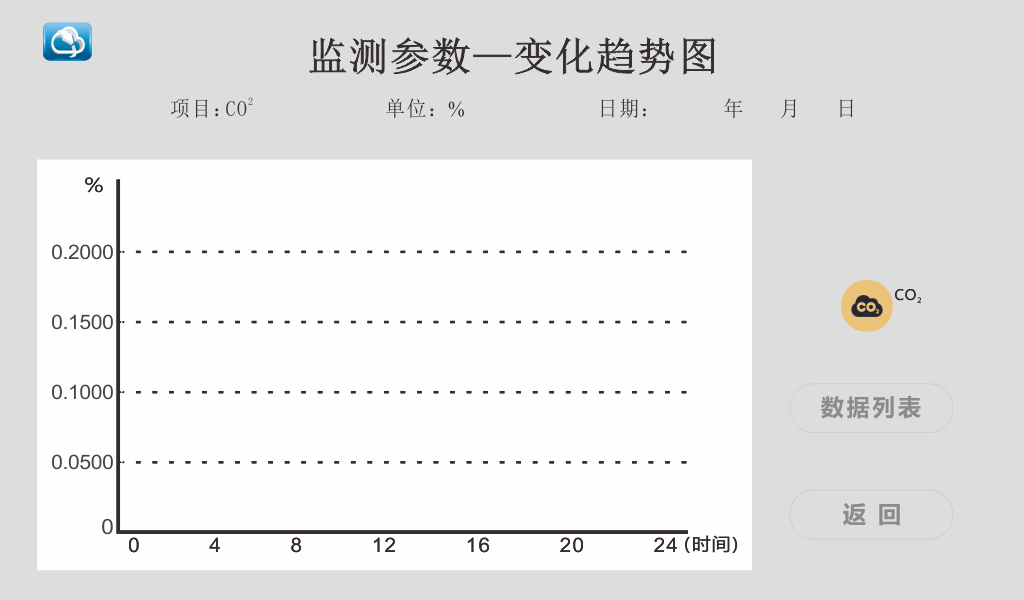 监测参数—变化趋势图
项目:CO² 单位: % 日期: 年 月 日
%
0.2000
0.1500
0.1000
0.0500
0
0 4 8 12 16 20 24 (时间)
CO₂ CO₂
数据列表
返 回